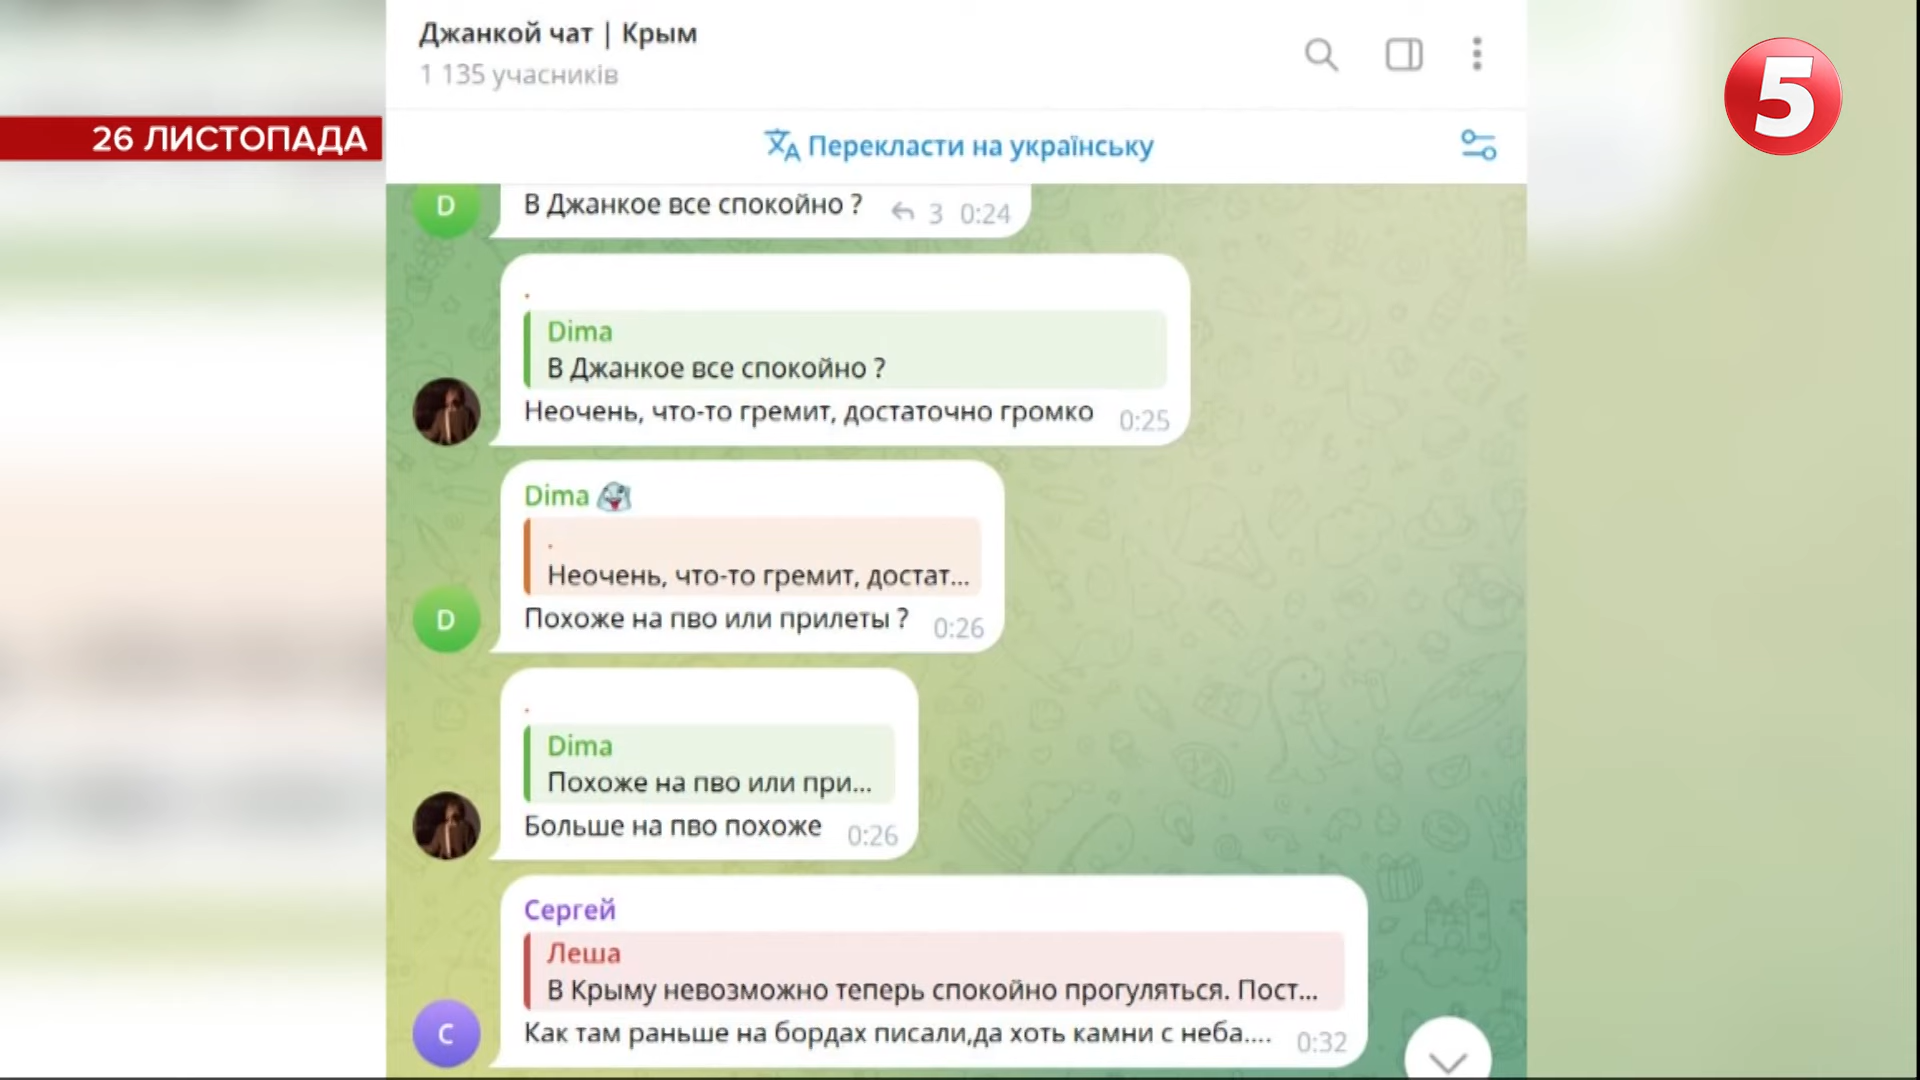 Джанкой чат | Крым
1 135 учасників
5
26 ЛИСТОПАДА
Перекласти на українську
D
В Джанкое все спокойно ?
3 0:24
.
Dima
В Джанкое все спокойно ?
Неочень, что-то гремит, достаточно громко
0:25
Dima
.
Неочень, что-то гремит, достат...
D
Похоже на пво или прилеты ?
0:26
.
Dima
Похоже на пво или при...
Больше на пво похоже
0:26
Сергей
Леша
В Крыму невозможно теперь спокойно прогуляться. Пост...
С
Как там раньше на бордах писали,да хоть камни с неба....
0:32